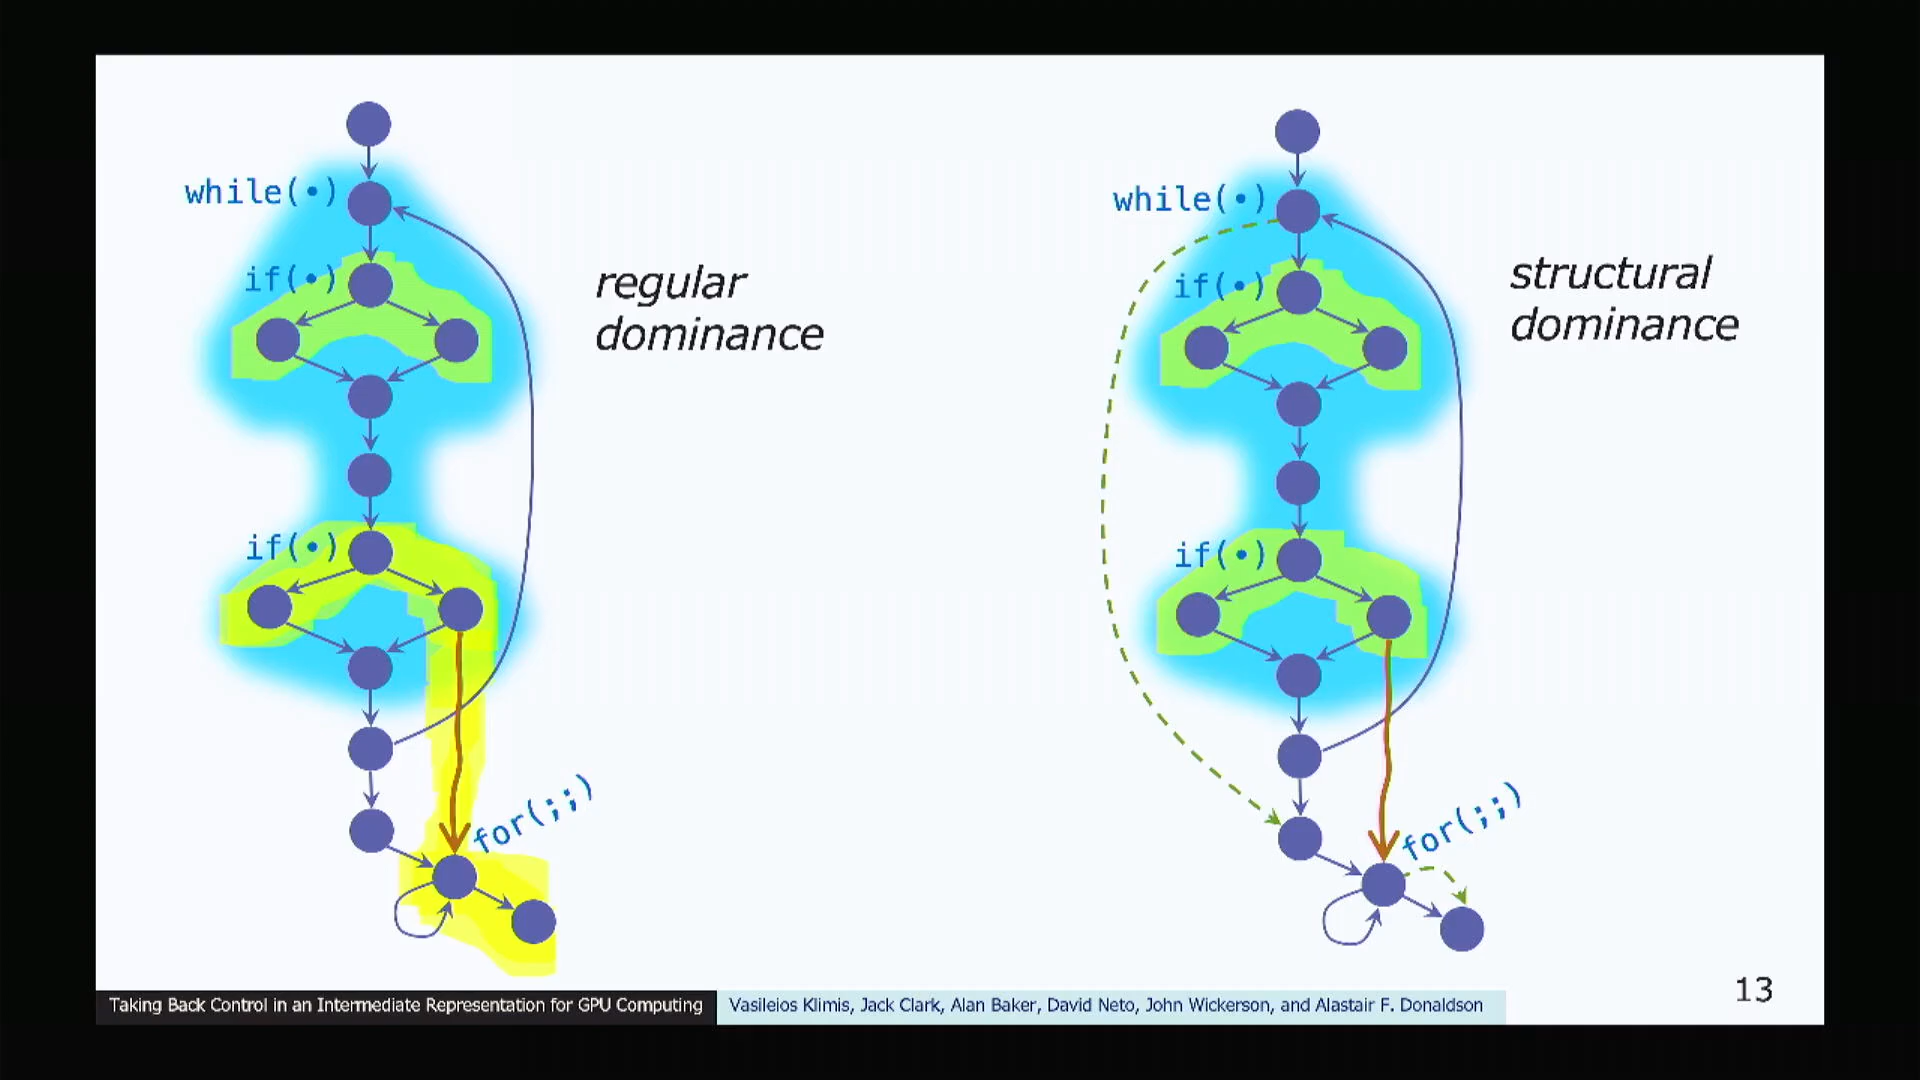 while(•)
if(•)
regular
dominance
if(•)
for(;;)
while(•)
if(•)
structural
dominance
if(•)
for(;;)
13
Taking Back Control in an Intermediate Representation for GPU Computing
Vasileios Klimis, Jack Clark, Alan Baker, David Neto, John Wickerson, and Alastair F. Donaldson